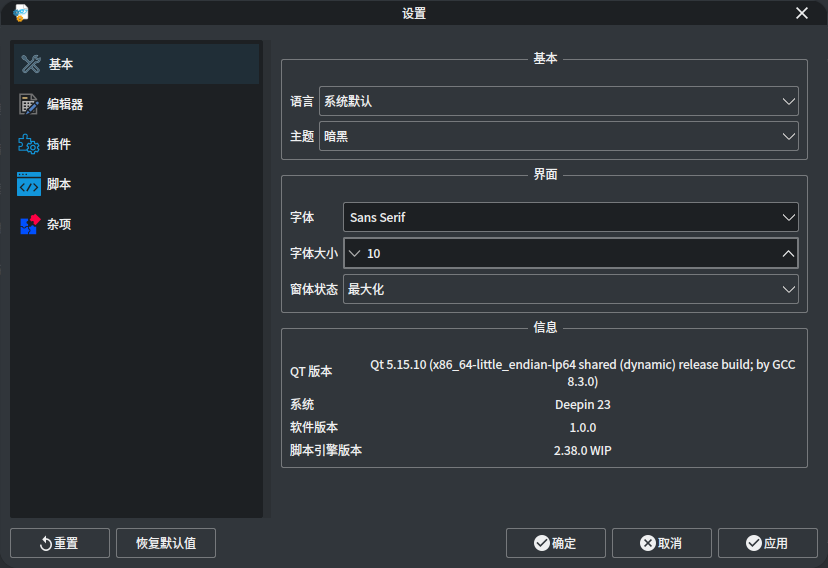 设置
基本
编辑器
插件
脚本
杂项
基本
语言 系统默认
主题 暗黑
界面
字体 Sans Serif
字体大小 10
窗体状态 最大化
信息
QT 版本 Qt 5.15.10 (x86_64-little_endian-lp64 shared (dynamic) release build; by GCC
8.3.0)
系统 Deepin 23
软件版本 1.0.0
脚本引擎版本 2.38.0 WIP
重置 恢复默认值 确定 取消 应用